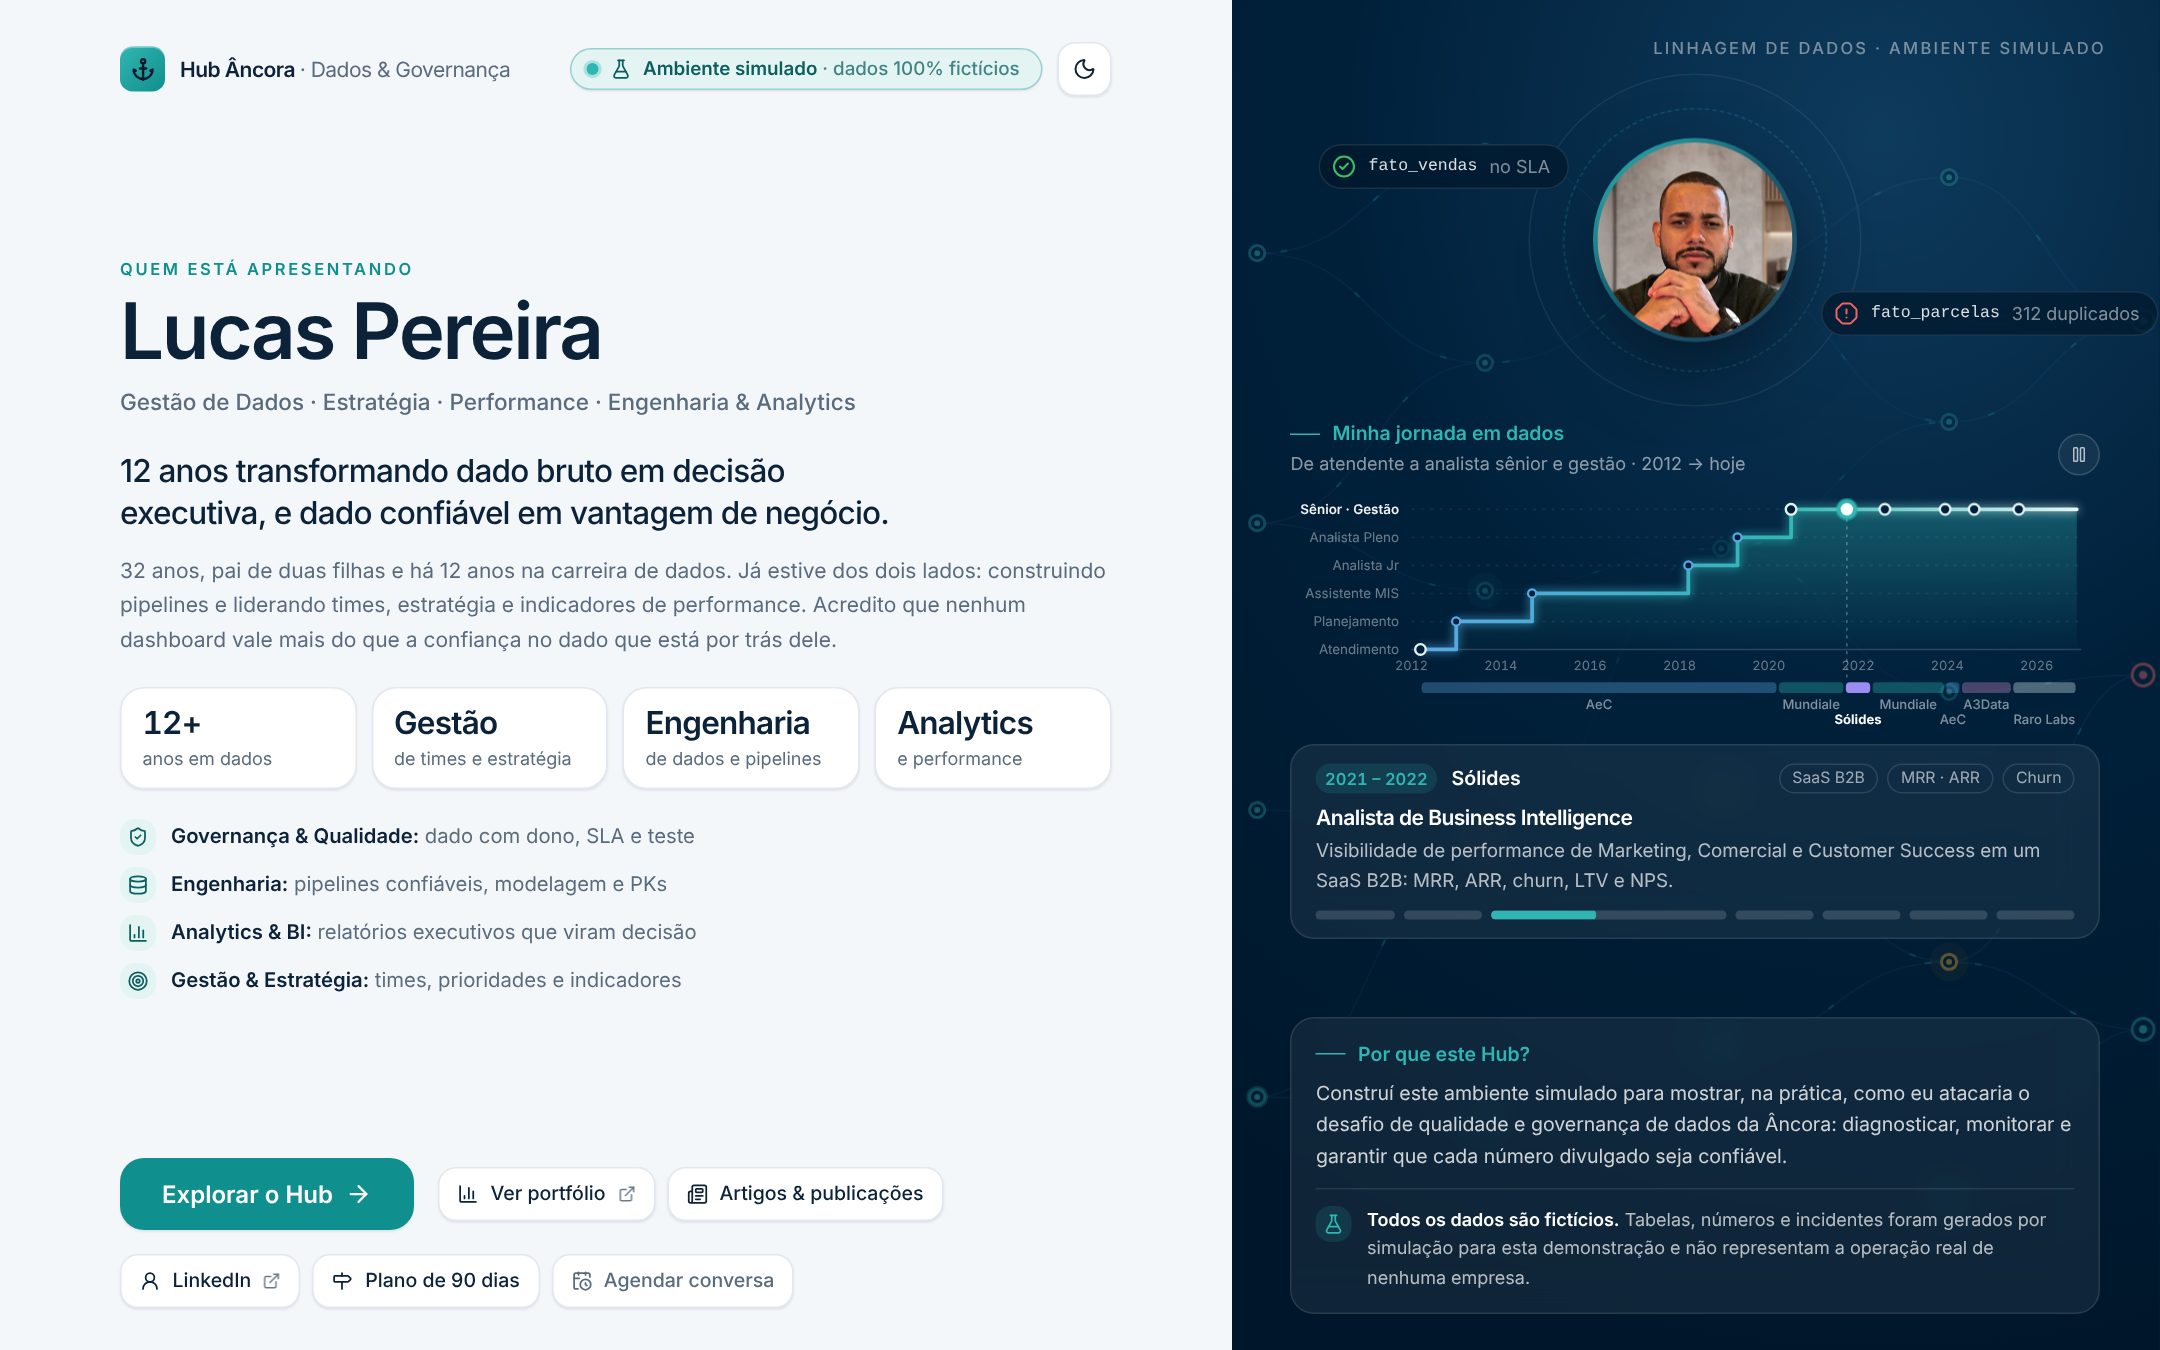 Hub Âncora · Dados & Governança
Ambiente simulado · dados 100% fictícios
QUEM ESTÁ APRESENTANDO
Lucas Pereira
Gestão de Dados · Estratégia · Performance · Engenharia & Analytics
12 anos transformando dado bruto em decisão
executiva, e dado confiável em vantagem de negócio.
32 anos, pai de duas filhas e há 12 anos na carreira de dados. Já estive dos dois lados: construindo
pipelines e liderando times, estratégia e indicadores de performance. Acredito que nenhum
dashboard vale mais do que a confiança no dado que está por trás dele.
12+
anos em dados
Gestão
de times e estratégia
Engenharia
de dados e pipelines
Analytics
e performance
Governança & Qualidade: dado com dono, SLA e teste
Engenharia: pipelines confiáveis, modelagem e PKs
Analytics & BI: relatórios executivos que viram decisão
Gestão & Estratégia: times, prioridades e indicadores
Explorar o Hub
Ver portfólio
Artigos & publicações
LinkedIn
Plano de 90 dias
Agendar conversa
LINHAGEM DE DADOS · AMBIENTE SIMULADO
fato_vendas no SLA
fato_parcelas 312 duplicados
Minha jornada em dados
De atendente a analista sênior e gestão · 2012 → hoje
Sênior · Gestão
Analista Pleno
Analista Jr
Assistente MIS
Planejamento
Atendimento
2012 2014 2016 2018 2020 2022 2024 2026
AeC Mundiale Mundiale A3Data
Sólides AeC Raro Labs
2021 – 2022 Sólides SaaS B2B MRR · ARR Churn
Analista de Business Intelligence
Visibilidade de performance de Marketing, Comercial e Customer Success em um
SaaS B2B: MRR, ARR, churn, LTV e NPS.
Por que este Hub?
Construí este ambiente simulado para mostrar, na prática, como eu atacaria o
desafio de qualidade e governança de dados da Âncora: diagnosticar, monitorar e
garantir que cada número divulgado seja confiável.
Todos os dados são fictícios. Tabelas, números e incidentes foram gerados por
simulação para esta demonstração e não representam a operação real de
nenhuma empresa.